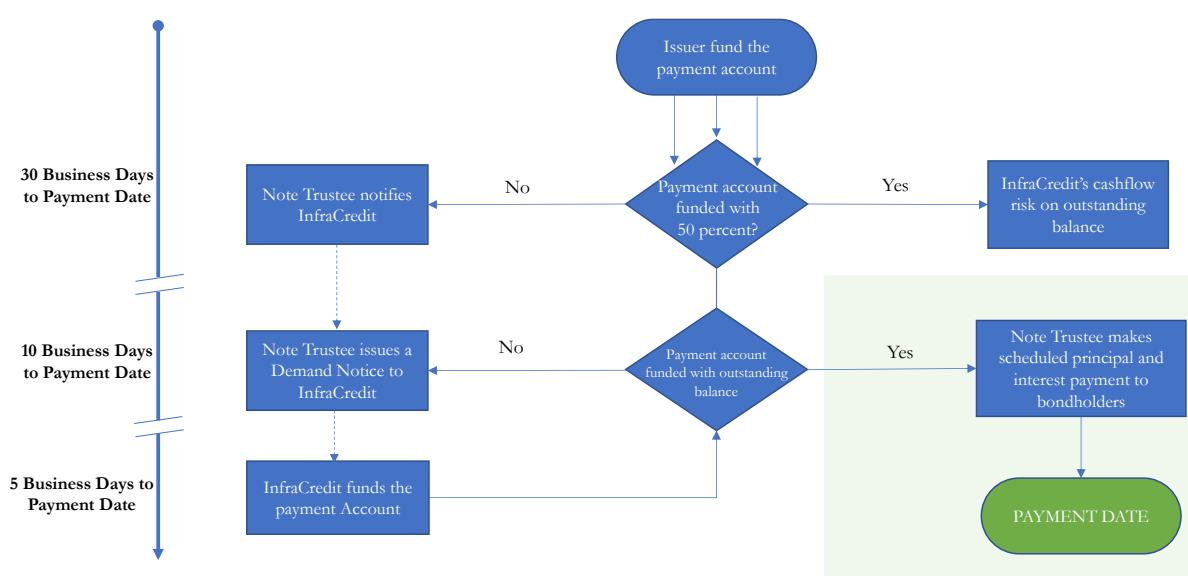 Issuer fund the
payment account
30 Business Days
to Payment Date
Note Trustee notifies
InfraCredit
No
Payment account
funded with
50 percent?
Yes
InfraCredit's cashflow
risk on outstanding
balance
10 Business Days
to Payment Date
Note Trustee issues a
Demand Notice to
InfraCredit
No
Payment account
funded with outstanding
balance
Yes
Note Trustee makes
scheduled principal and
interest payment to
bondholders
5 Business Days to
Payment Date
InfraCredit funds the
payment Account
PAYMENT DATE